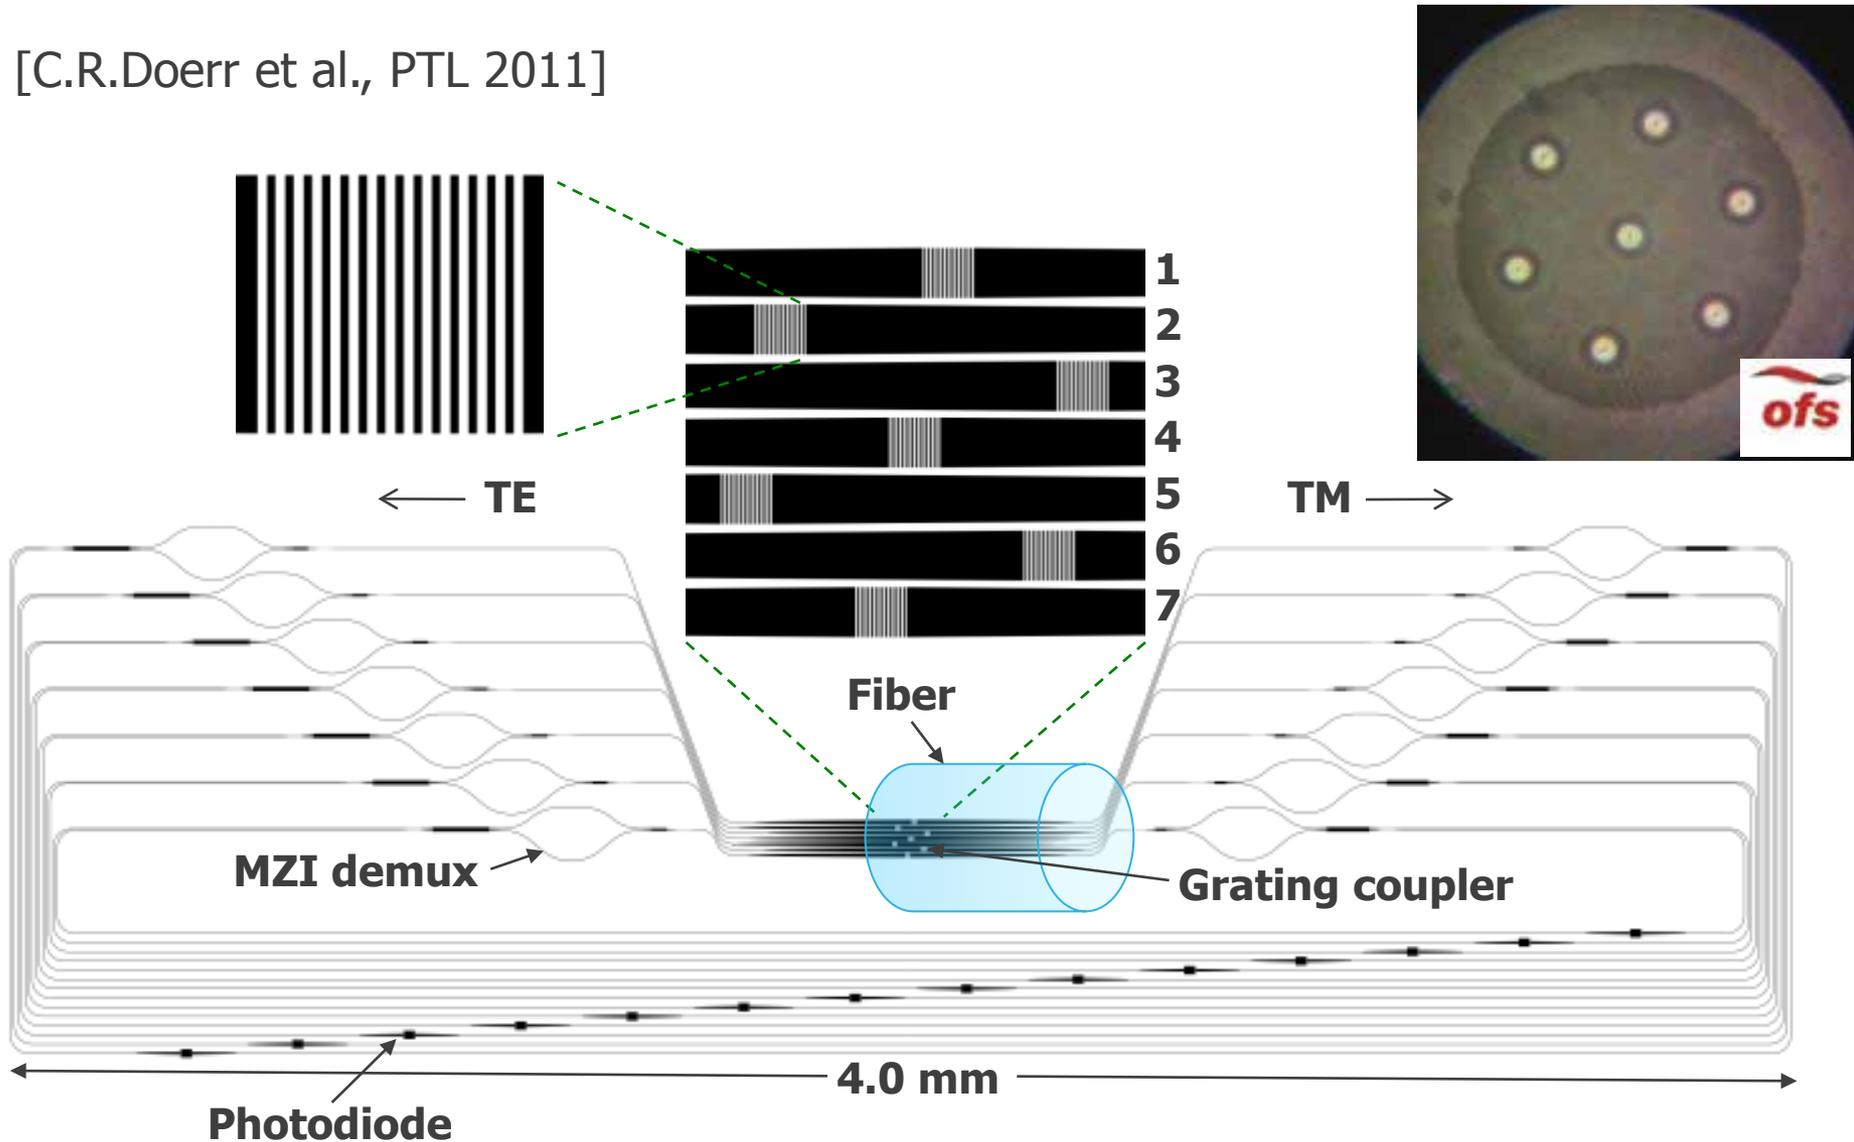 [C.R.Doerr et al., PTL 2011]
1
2
3
4
5
6
7
ofs
TE
TM
Fiber
MZI demux
Grating coupler
4.0 mm
Photodiode